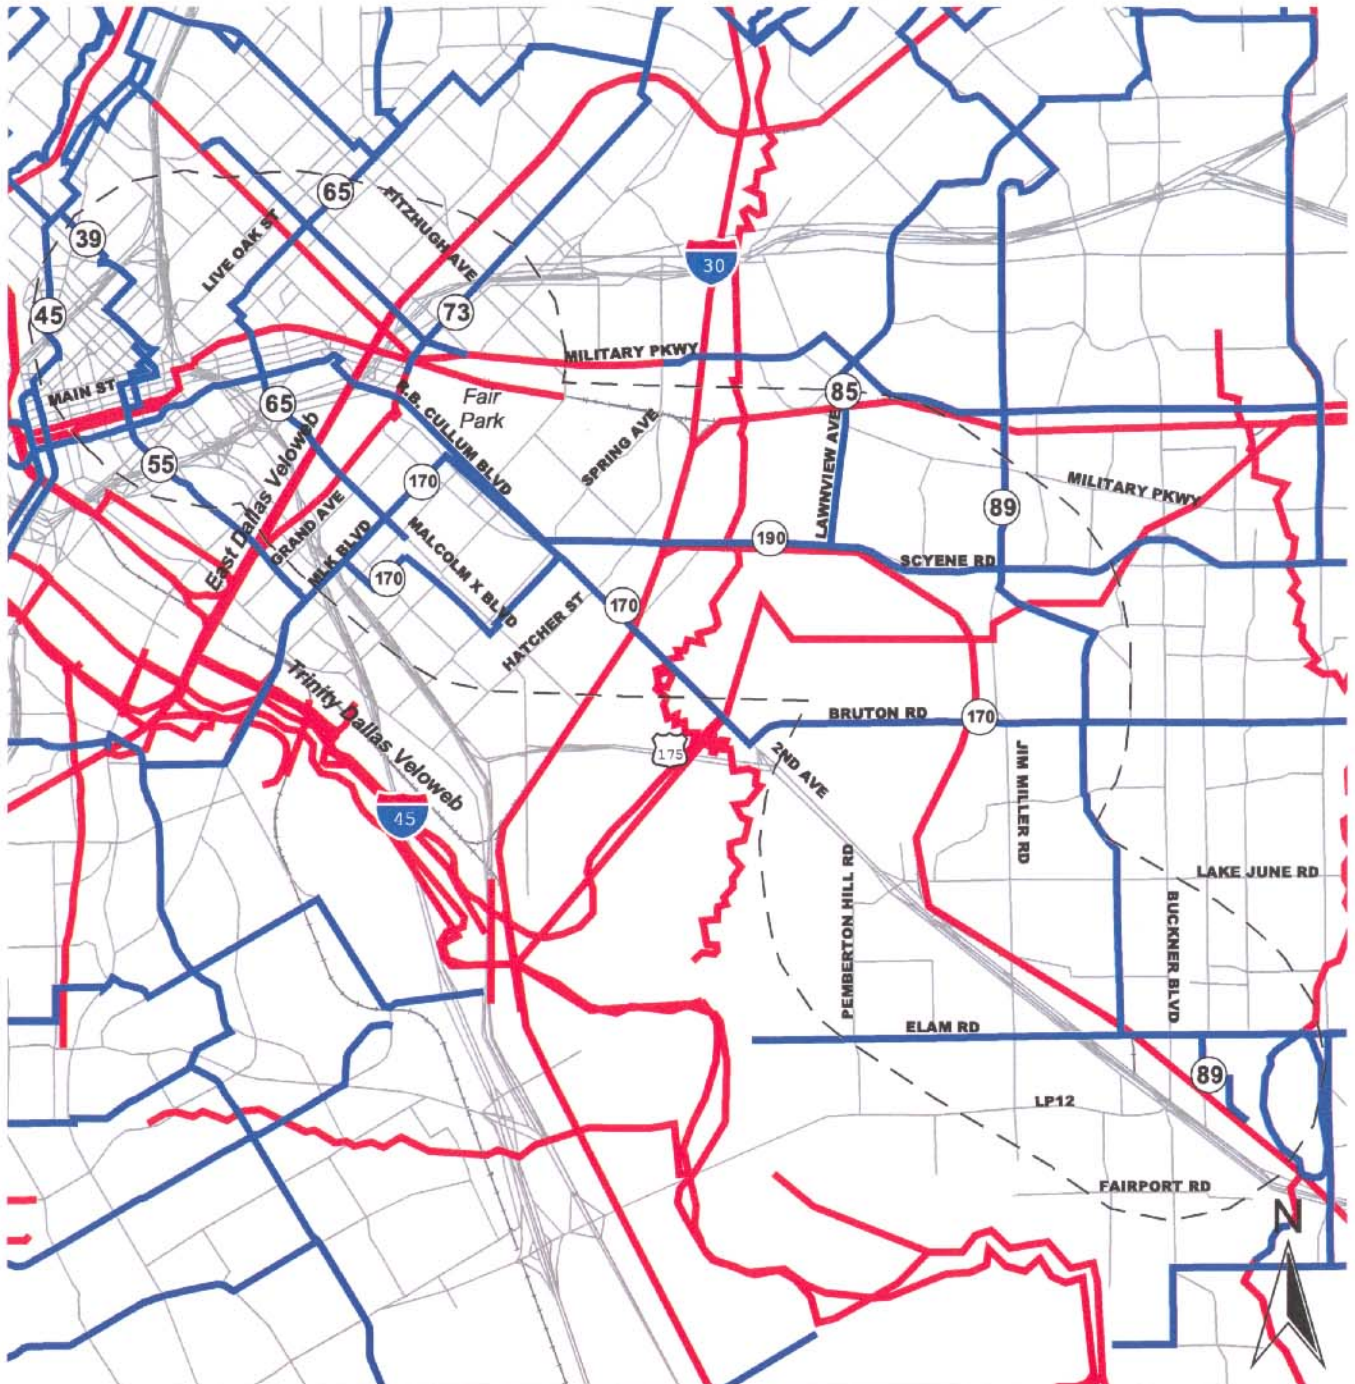 65
FITZHUGH AVE
LIVE OAK ST
39
30
45
73
MILITARY PKWY
MAIN ST
85
65
R.B. CULLUM BLVD
Fair
Park
SPRING AVE
LAWNVIEW AVE
55
East Dallas Veloweb
170
MILITARY PKWY
89
GRAND AVE
MLK BLVD
MALCOLM X BLVD
190
SCYENE RD
170
170
HATCHER ST
Trinity-Dallas Veloweb
BRUTON RD
170
175
2ND AVE
JIM MILLER RD
45
PEMBERTON HILL RD
LAKE JUNE RD
BUCKNER BLVD
ELAM RD
89
LP12
FAIRPORT RD
N